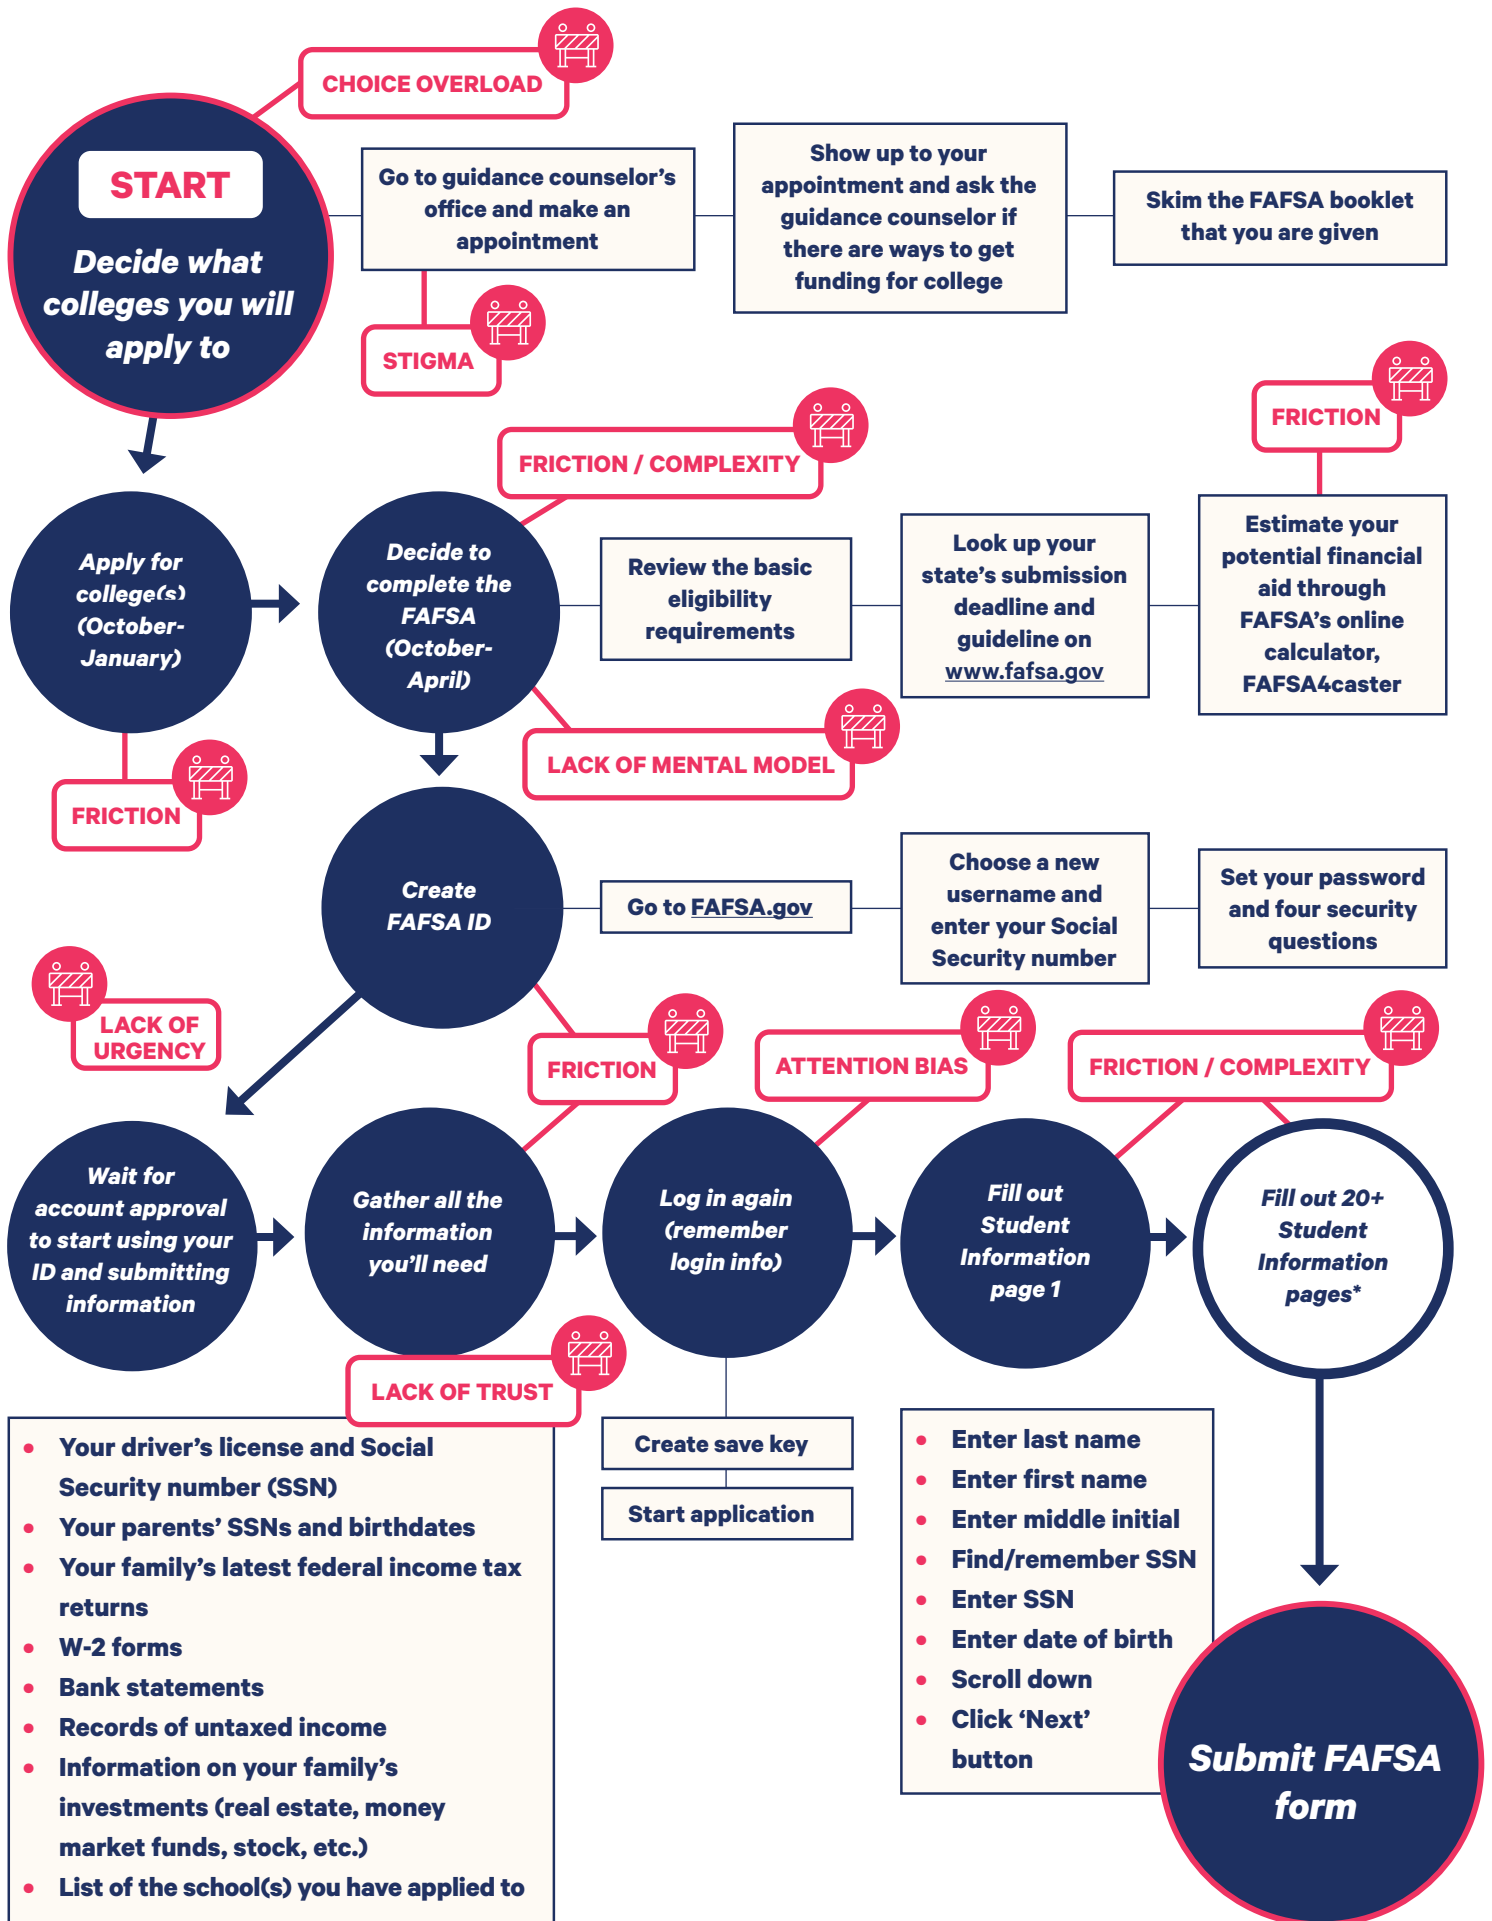 CHOICE OVERLOAD
START
Decide what
colleges you will
apply to
Go to guidance counselor’s
office and make an
appointment
Show up to your
appointment and ask the
guidance counselor if
there are ways to get
funding for college
Skim the FAFSA booklet
that you are given
STIGMA
FRICTION
FRICTION / COMPLEXITY
Apply for
college(s)
(October-
January)
Decide to
complete the
FAFSA
(October-
April)
Review the basic
eligibility
requirements
Look up your
state’s submission
deadline and
guideline on
www.fafsa.gov
Estimate your
potential financial
aid through
FAFSA’s online
calculator,
FAFSA4caster
LACK OF MENTAL MODEL
FRICTION
Create
FAFSA ID
Go to FAFSA.gov
Choose a new
username and
enter your Social
Security number
Set your password
and four security
questions
LACK OF
URGENCY
FRICTION
ATTENTION BIAS
FRICTION / COMPLEXITY
Wait for
account approval
to start using your
ID and submitting
information
Gather all the
information
you’ll need
Log in again
(remember
login info)
Fill out
Student
Information
page 1
Fill out 20+
Student
Information
pages*
LACK OF TRUST
• Your driver’s license and Social
Security number (SSN)
• Your parents’ SSNs and birthdates
• Your family’s latest federal income tax
returns
• W-2 forms
• Bank statements
• Records of untaxed income
• Information on your family’s
investments (real estate, money
market funds, stock, etc.)
• List of the school(s) you have applied to
Create save key
Start application
• Enter last name
• Enter first name
• Enter middle initial
• Find/remember SSN
• Enter SSN
• Enter date of birth
• Scroll down
• Click ‘Next’
button
Submit FAFSA
form